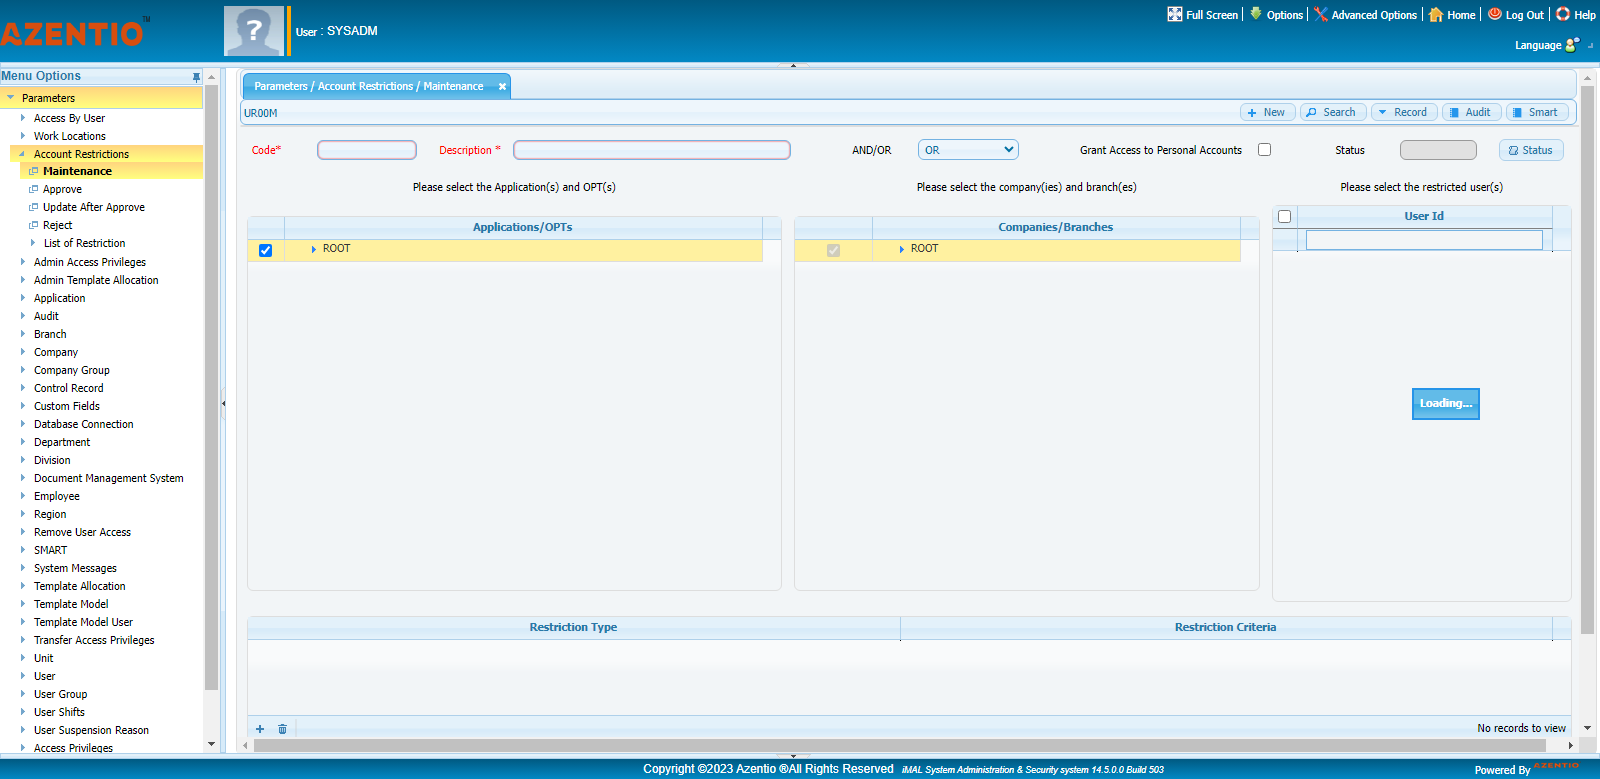 AZENTIO™
User : SYSADM
Full Screen
Options
Advanced Options
Home
Log Out
Help
Language
Menu Options
Parameters
Access By User
Work Locations
Account Restrictions
Maintenance
Approve
Update After Approve
Reject
List of Restriction
Admin Access Privileges
Admin Template Allocation
Application
Audit
Branch
Company
Company Group
Control Record
Custom Fields
Database Connection
Department
Division
Document Management System
Employee
Region
Remove User Access
SMART
System Messages
Template Allocation
Template Model
Template Model User
Transfer Access Privileges
Unit
User
User Group
User Shifts
User Suspension Reason
Access Privileges
Parameters / Account Restrictions / Maintenance
UR00M
New
Search
Record
Audit
Smart
Code*
Description *
AND/OR
OR
Grant Access to Personal Accounts
Status
Status
Please select the Application(s) and OPT(s)
Please select the company(ies) and branch(es)
Please select the restricted user(s)
Applications/OPTs
ROOT
Companies/Branches
ROOT
User Id
Loading...
Restriction Type
Restriction Criteria
No records to view
Copyright ©2023 Azentio ®All Rights Reserved iMAL System Administration & Security system 14.5.0.0 Build 503
Powered By AZENTIO